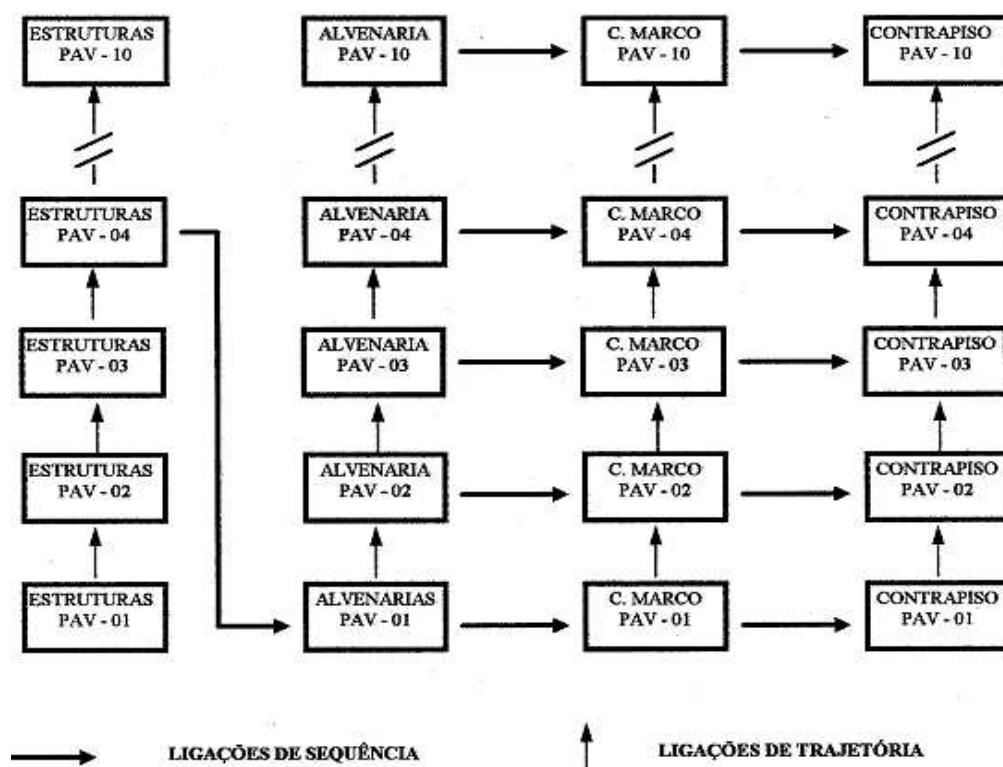 ESTRUTURAS
PAV - 10
ALVENARIA
PAV - 10
C. MARCO
PAV - 10
CONTRAPISO
PAV - 10
ESTRUTURAS
PAV - 04
ALVENARIA
PAV - 04
C. MARCO
PAV - 04
CONTRAPISO
PAV - 04
ESTRUTURAS
PAV - 03
ALVENARIA
PAV - 03
C. MARCO
PAV - 03
CONTRAPISO
PAV - 03
ESTRUTURAS
PAV - 02
ALVENARIA
PAV - 02
C. MARCO
PAV - 02
CONTRAPISO
PAV - 02
ESTRUTURAS
PAV - 01
ALVENARIAS
PAV - 01
C. MARCO
PAV - 01
CONTRAPISO
PAV - 01
LIGAÇÕES DE SEQUÊNCIA
LIGAÇÕES DE TRAJETÓRIA